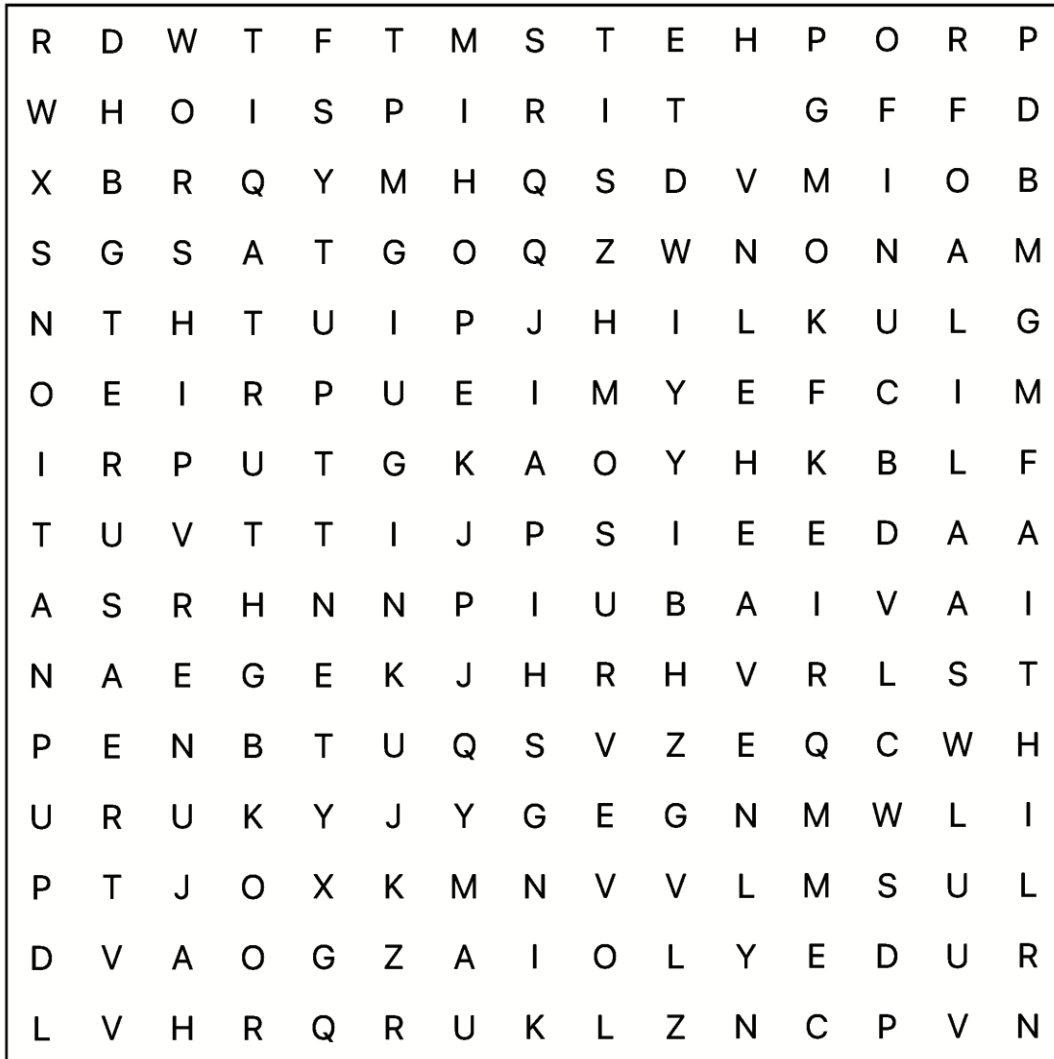 R D W T F T M S T E H P O R P
W H O I S P I R I T G F F D
X B R Q Y M H Q S D V M I O B
S G S A T G O Q Z W N O N A M
N T H T U I P J H I L K U L G
O E I R P U E I M Y E F C I M
I R P U T G K A O Y H K B L F
T U V T T I J P S I E E D A A
A S R H N N P I U B A I V A I
N A E G E K J H R H V R L S T
P E N B T U Q S V Z E Q C W H
U R U K Y J Y G E G N M W L I
P T J O X K M N V V L M S U L
D V A O G Z A I O L Y E D U R
L V H R Q R U K L Z N C P V N